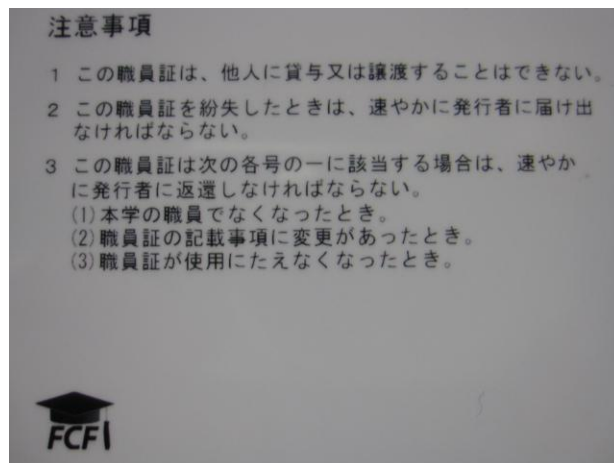 注意事項
1 この職員証は、他人に貸与又は譲渡することはできない。
2 この職員証を紛失したときは、速やかに発行者に届け出
なければならない。
3 この職員証は次の各号の一に該当する場合は、速やか
に発行者に返還しなければならない。
(1)本学の職員でなくなったとき。
(2)職員証の記載事項に変更があったとき。
(3)職員証が使用にたえなくなったとき。
FCF